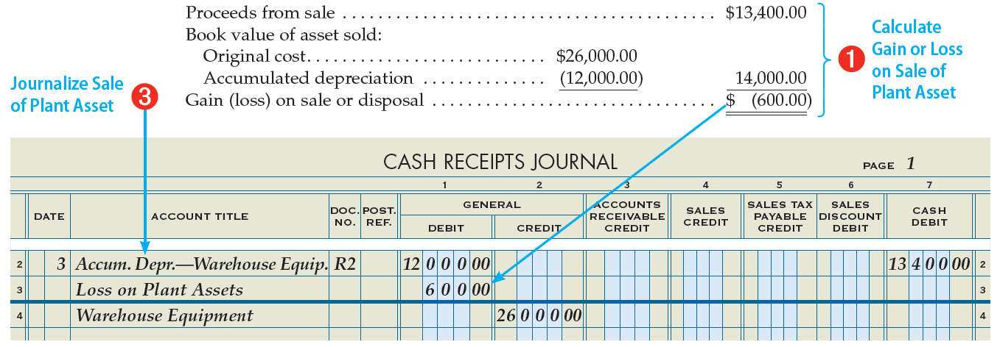 Proceeds from sale . . . . . . . . . . . . . . . . . . . . . . . . . . . . . . . . . . . . . . . . . . . $13,400.00
Book value of asset sold:
Original cost. . . . . . . . . . . . . . . . . . . . . . . . . . . . $26,000.00
Accumulated depreciation . . . . . . . . . . . . . . (12,000.00) 14,000.00
Gain (loss) on sale or disposal . . . . . . . . . . . . . . . . . . . . . . . . . . . . . . . . $ (600.00)
1
Calculate
Gain or Loss
on Sale of
Plant Asset
Journalize Sale
of Plant Asset
3
CASH RECEIPTS JOURNAL PAGE 1
1 2 3 4 5 6 7
DATE ACCOUNT TITLE DOC. NO. POST. REF. GENERAL DEBIT CREDIT ACCOUNTS RECEIVABLE CREDIT SALES CREDIT SALES TAX PAYABLE CREDIT SALES DISCOUNT DEBIT CASH DEBIT
2 3 Accum. Depr.—Warehouse Equip. R2 12 0 0 0 00 13 4 0 0 00 2
3 Loss on Plant Assets 6 0 0 00 3
4 Warehouse Equipment 26 0 0 0 00 4